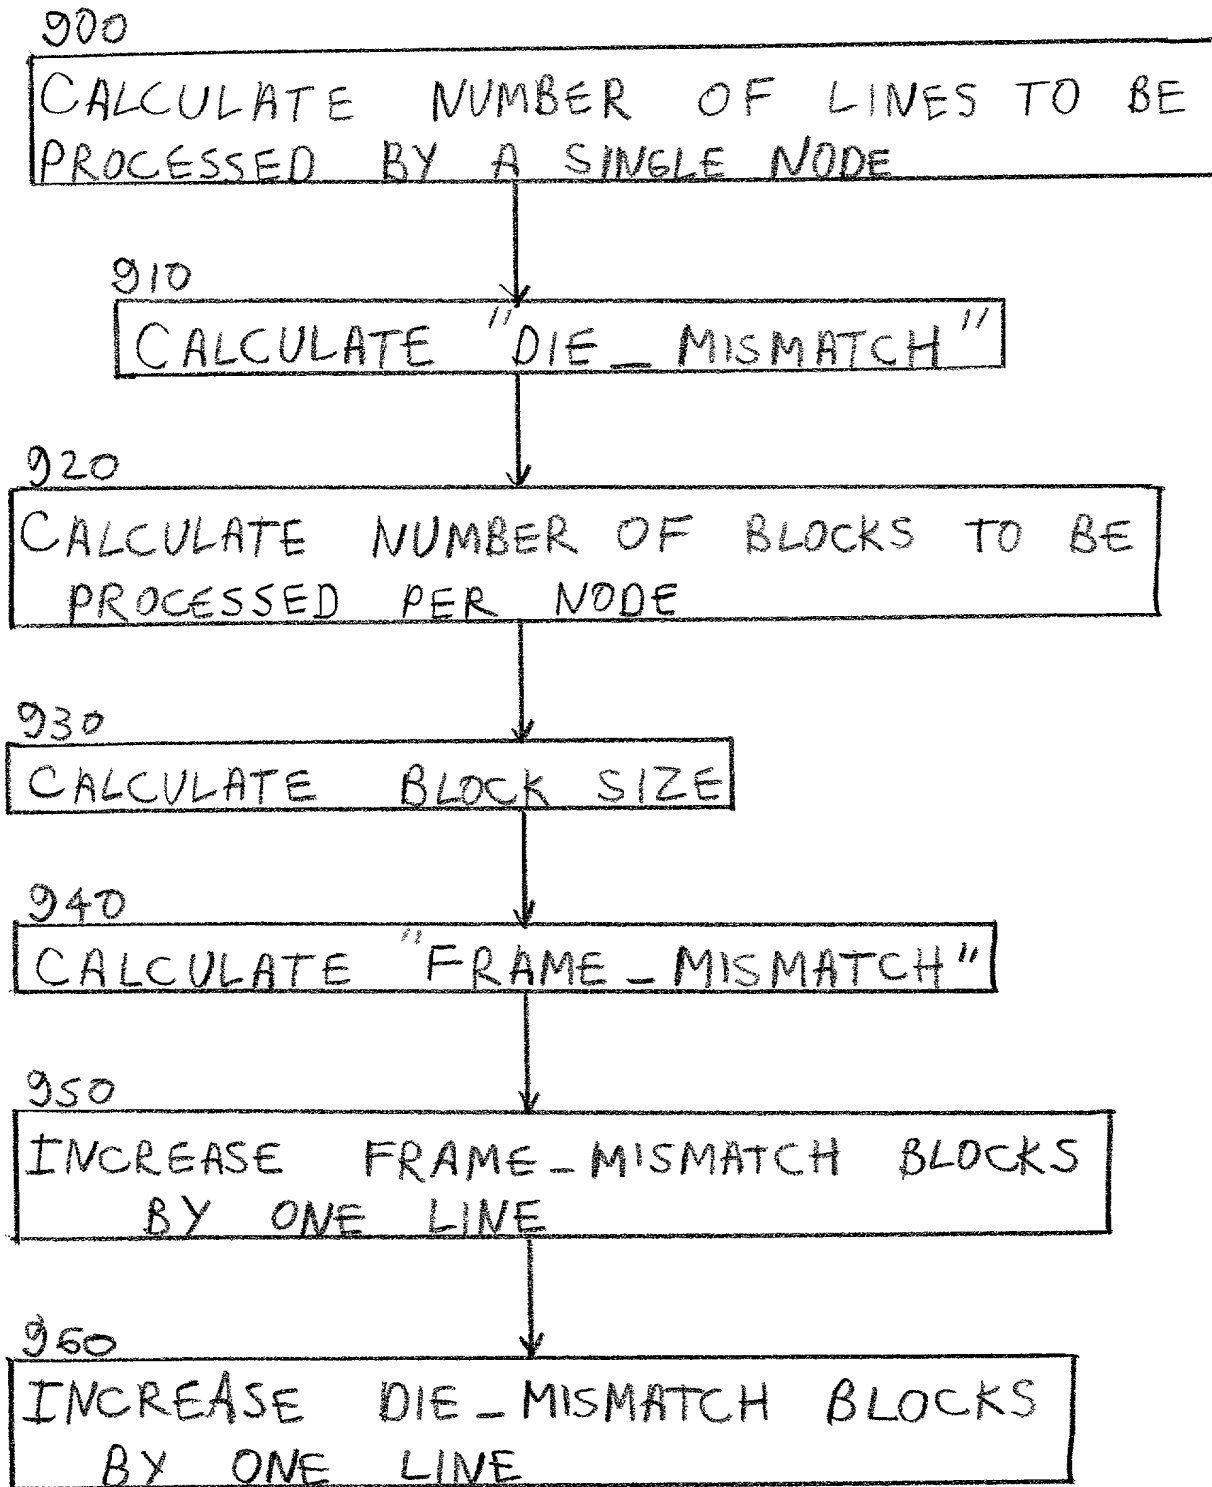 900
CALCULATE NUMBER OF LINES TO BE
PROCESSED BY A SINGLE NODE
910
CALCULATE "DIE_MISMATCH"
920
CALCULATE NUMBER OF BLOCKS TO BE
PROCESSED PER NODE
930
CALCULATE BLOCK SIZE
940
CALCULATE "FRAME_MISMATCH"
950
INCREASE FRAME_MISMATCH BLOCKS
BY ONE LINE
960
INCREASE DIE_MISMATCH BLOCKS
BY ONE LINE